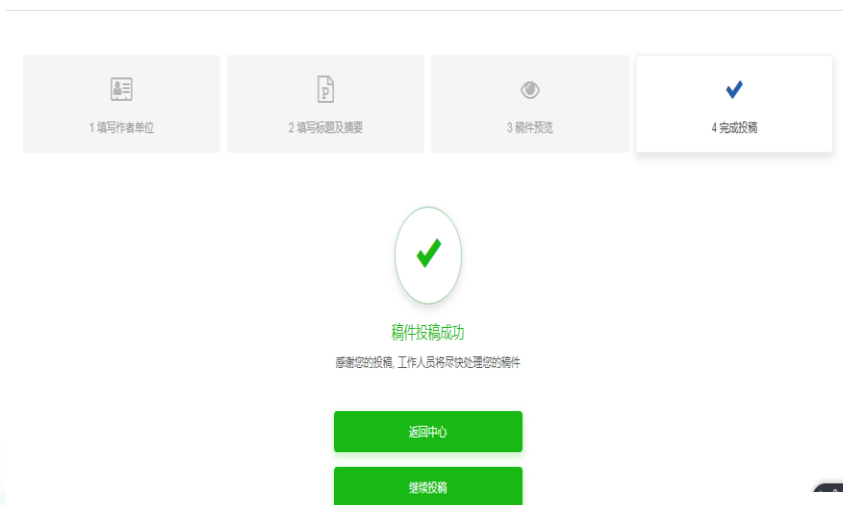 1 填写作者单位
2 填写标题及摘要
3 稿件预览
4 完成投稿
稿件投稿成功
感谢您的投稿, 工作人员将尽快处理您的稿件
返回中心
继续投稿